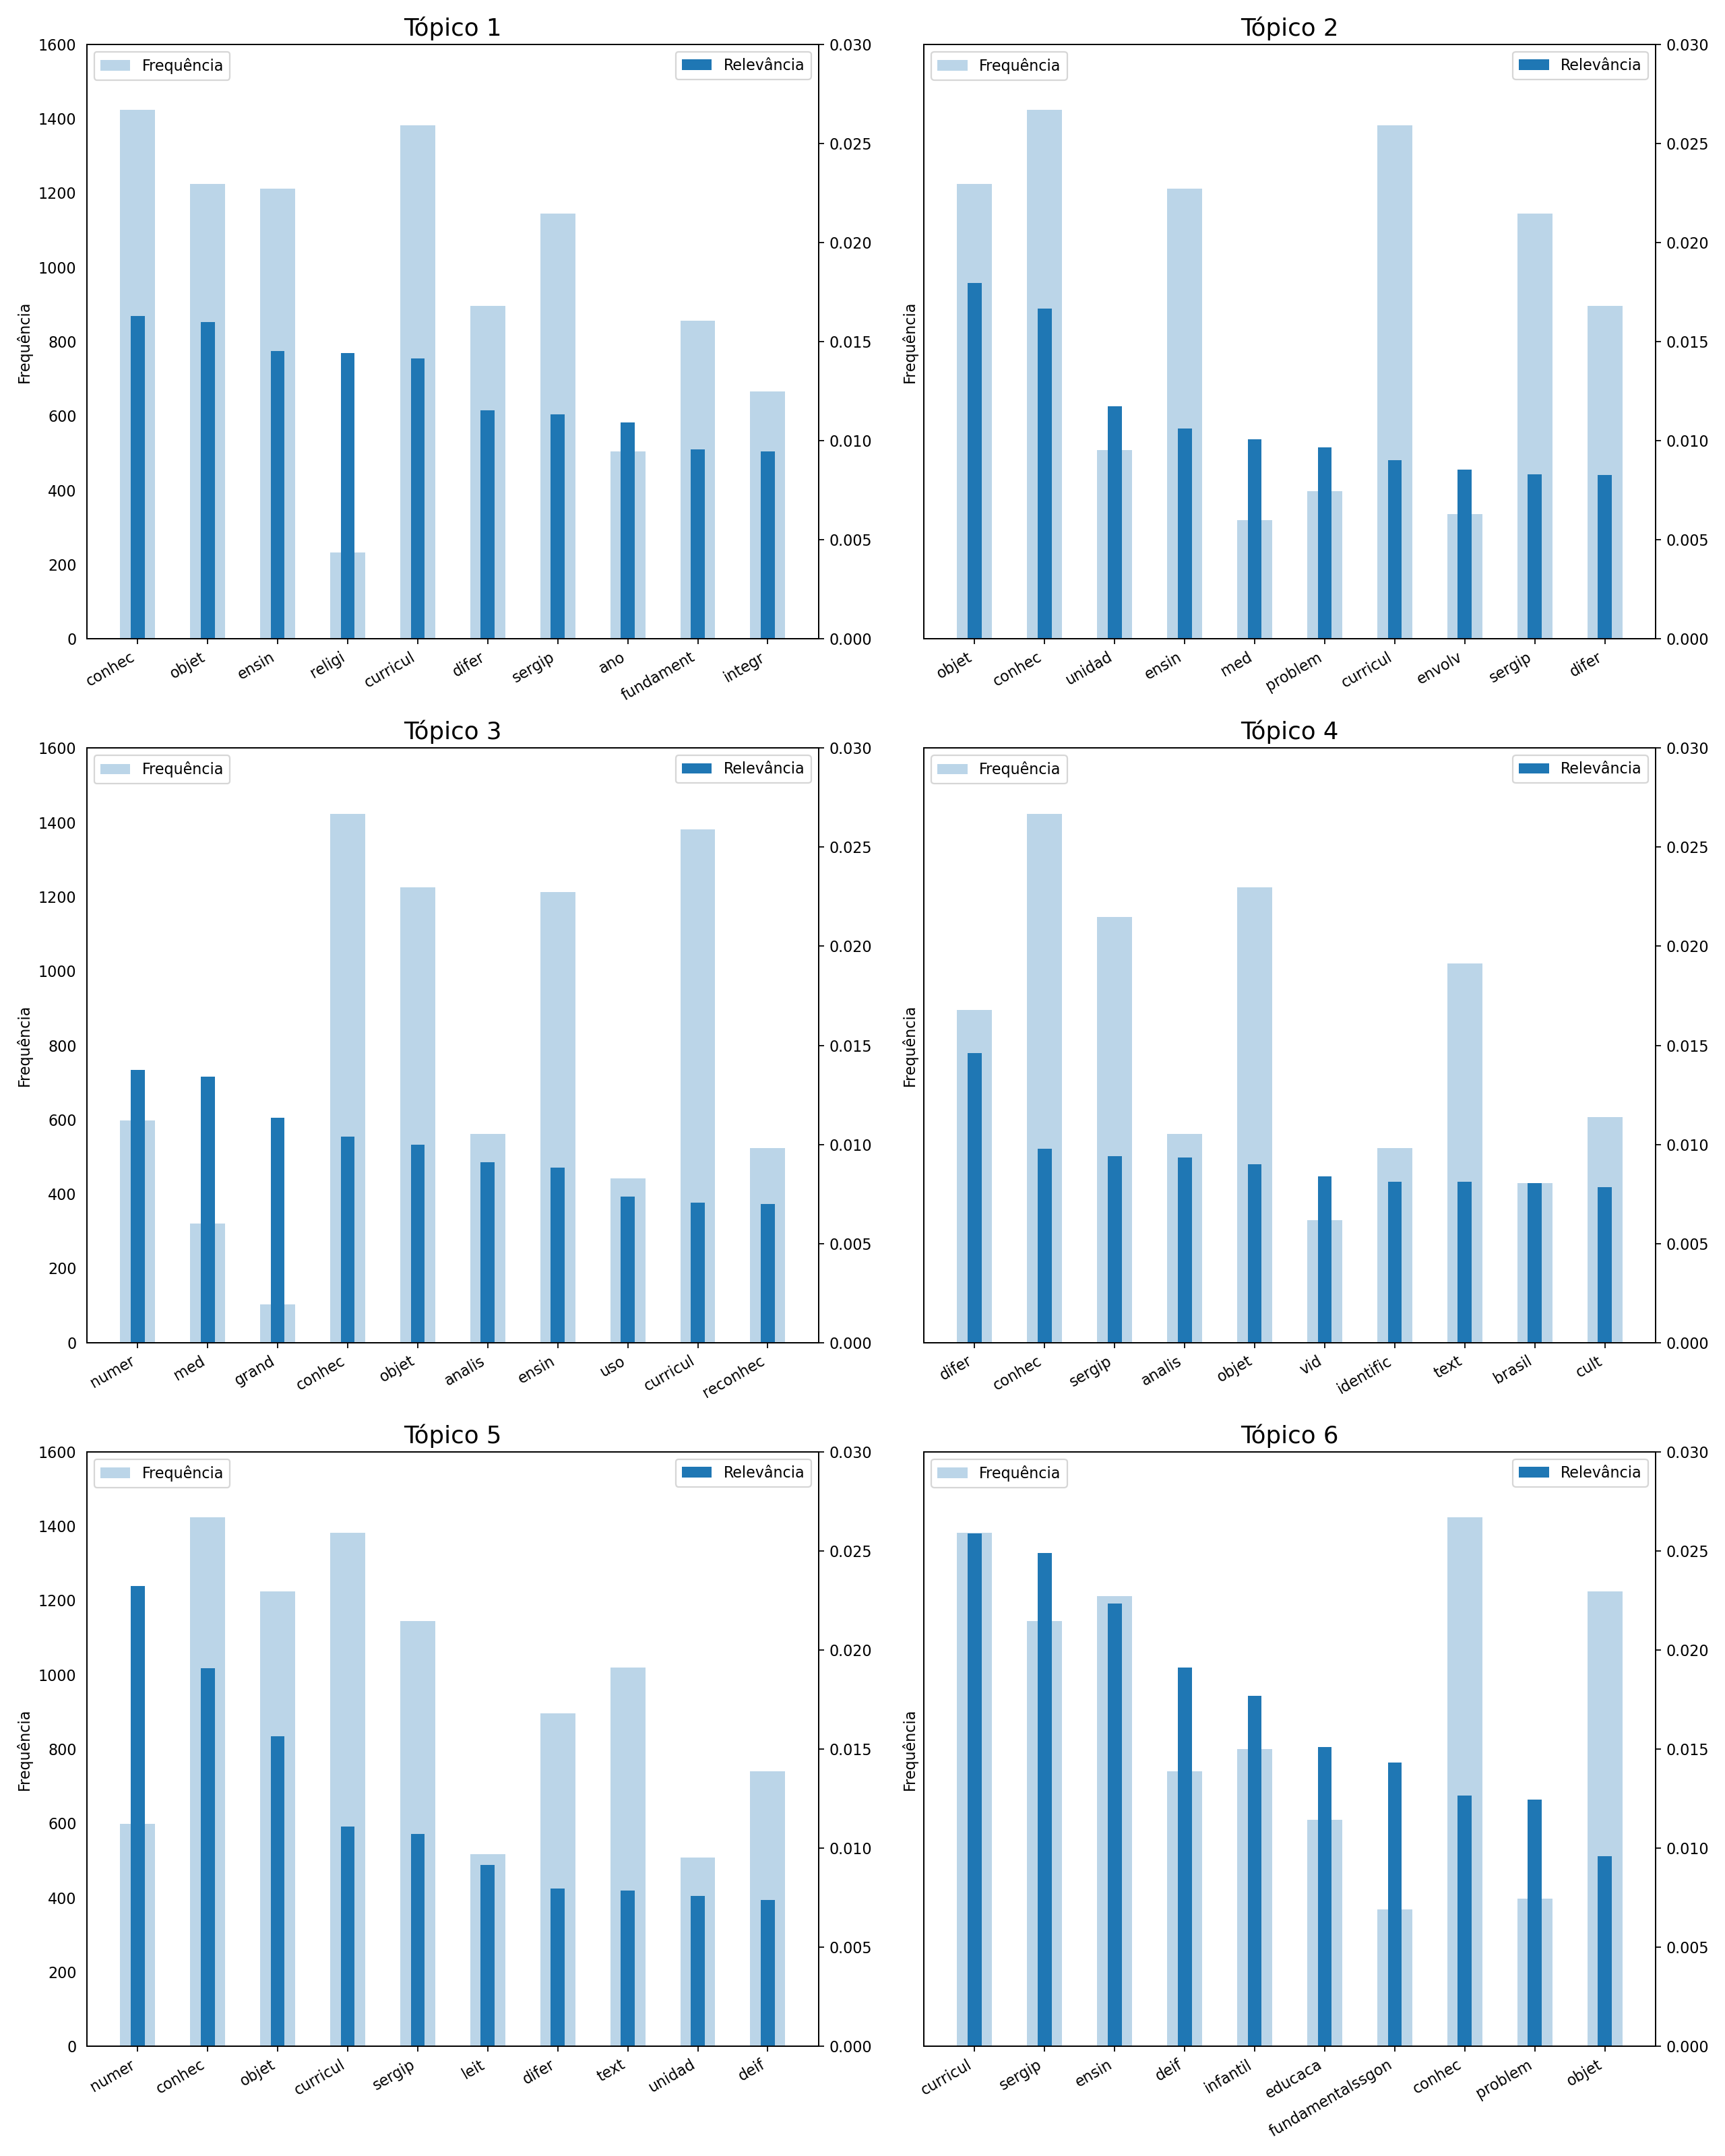 Tópico 1
Frequência
Relevância
1600
1400
1200
1000
800
600
400
200
0
Frequência
0.030
0.025
0.020
0.015
0.010
0.005
0.000
conhec objet ensin religi curricul difer sergip ano fundament integr
Tópico 2
Frequência
Relevância
Frequência
0.030
0.025
0.020
0.015
0.010
0.005
0.000
objet conhec unidad ensin med problem curricul envolv sergip difer
Tópico 3
Frequência
Relevância
1600
1400
1200
1000
800
600
400
200
0
Frequência
0.030
0.025
0.020
0.015
0.010
0.005
0.000
numer med grand conhec objet analis ensin uso curricul reconhec
Tópico 4
Frequência
Relevância
Frequência
0.030
0.025
0.020
0.015
0.010
0.005
0.000
difer conhec sergip analis objet vid identific text brasil cult
Tópico 5
Frequência
Relevância
1600
1400
1200
1000
800
600
400
200
0
Frequência
0.030
0.025
0.020
0.015
0.010
0.005
0.000
numer conhec objet curricul sergip leit difer text unidad deif
Tópico 6
Frequência
Relevância
Frequência
0.030
0.025
0.020
0.015
0.010
0.005
0.000
curricul sergip ensin deif infantil educaca fundamentalssgon conhec problem objet